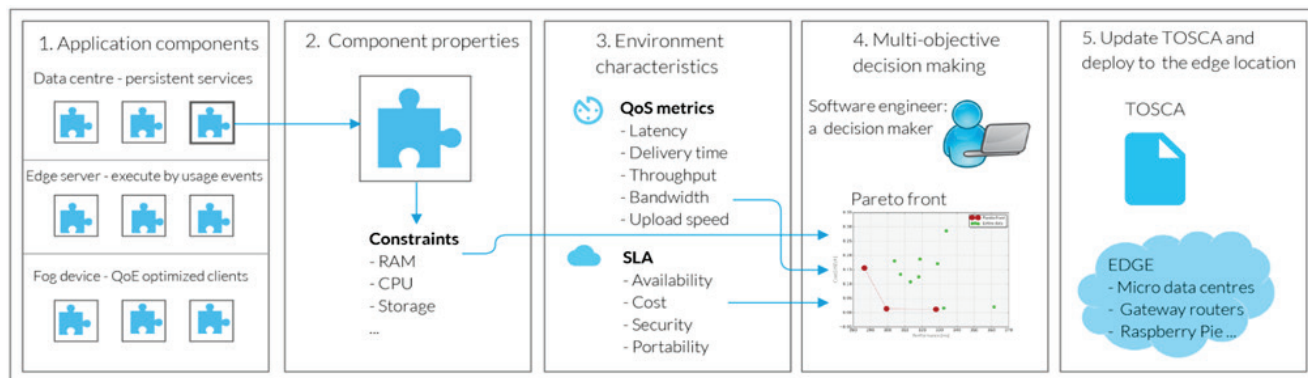 1. Application components
Data centre - persistent services
Edge server - execute by usage events
Fog device - QoE optimized clients
2. Component properties
Constraints
- RAM
- CPU
- Storage
...
3. Environment
characteristics
QoS metrics
- Latency
- Delivery time
- Throughput
- Bandwidth
- Upload speed
SLA
- Availability
- Cost
- Security
- Portability
4. Multi-objective
decision making
Software engineer:
a decision maker
Pareto front
5. Update TOSCA and
deploy to the edge location
TOSCA
EDGE
- Micro data centres
- Gateway routers
- Raspberry Pie ...